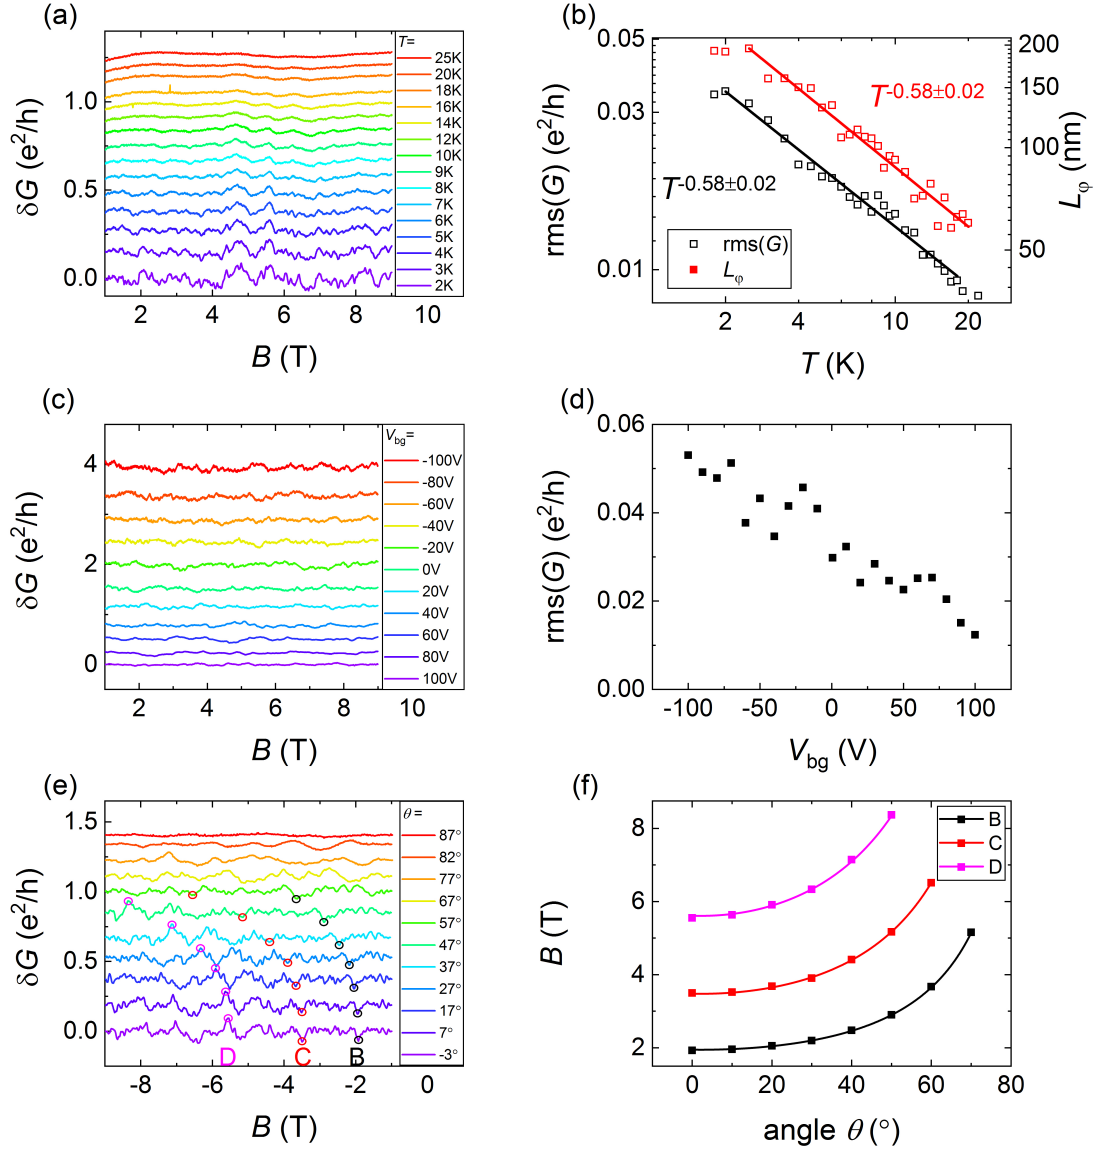 (a)
δG (e²/h)
1.0
0.5
0.0
2 4 6 8 10
B (T)
T=
25K
20K
18K
16K
14K
12K
10K
9K
8K
7K
6K
5K
4K
3K
2K
(b)
rms(G) (e²/h)
0.05
0.03
0.01
T^-0.58±0.02
T^-0.58±0.02
rms(G)
Lφ
200
150
100
50
Lφ (nm)
2 4 10 20
T (K)
(c)
δG (e²/h)
4
2
0
2 4 6 8 10
B (T)
Vbg=
-100V
-80V
-60V
-40V
-20V
0V
20V
40V
60V
80V
100V
(d)
rms(G) (e²/h)
0.06
0.04
0.02
0.00
-100 -50 0 50 100
Vbg (V)
(e)
δG (e²/h)
1.5
1.0
0.5
0.0
D C B
-8 -6 -4 -2 0
B (T)
θ =
87°
82°
77°
67°
57°
47°
37°
27°
17°
7°
-3°
(f)
B (T)
8
6
4
2
B
C
D
0 20 40 60 80
angle θ (°)